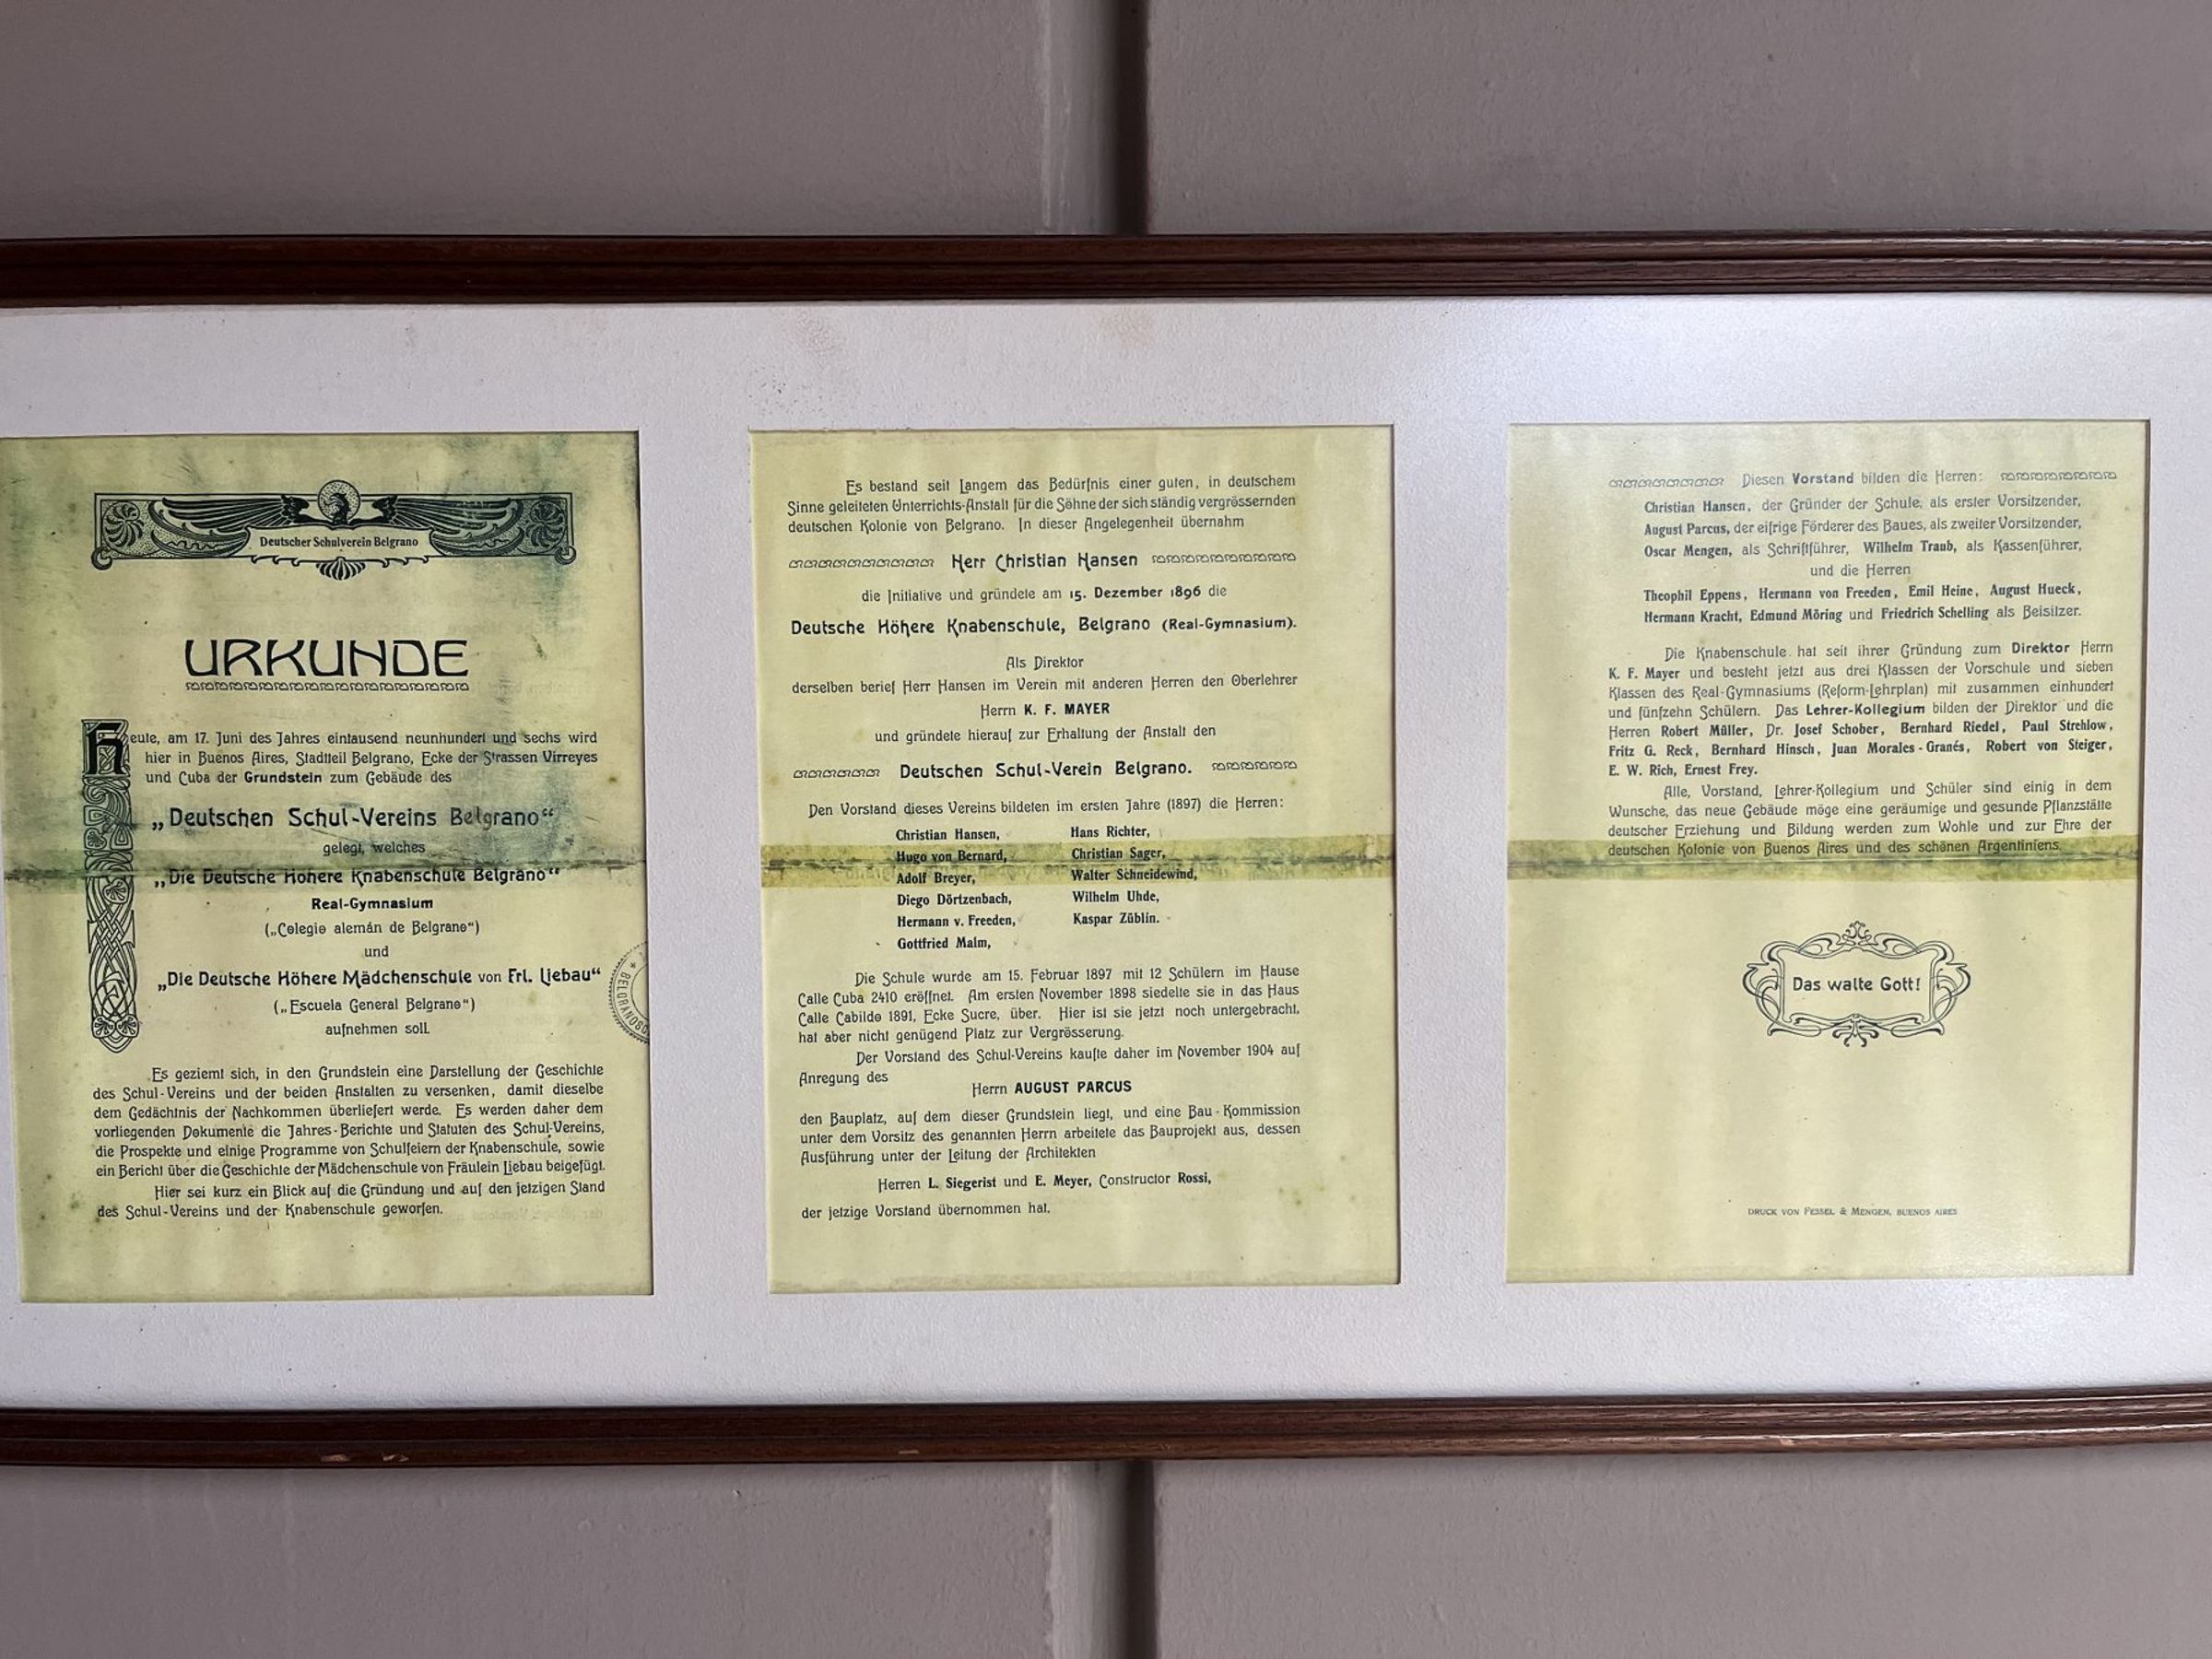 Deutscher Schulverein Belgrano
URKUNDE
Heute, am 17. Juni des Jahres eintausend neunhundert und sechs wird
hier in Buenos Aires, Stadtteil Belgrano, Ecke der Strassen Virreyes
und Cuba der Grundstein zum Gebäude des
„Deutschen Schul-Vereins Belgrano“
gelegt, welches
„Die Deutsche Höhere Knabenschule Belgrano“
Real-Gymnasium
(„Colegio alemán de Belgrano“)
und
„Die Deutsche Höhere Mädchenschule von Frl. Liebau“
(„Escuela General Belgrano“)
aufnehmen soll.
Es geziemt sich, in den Grundstein eine Darstellung der Geschichte
des Schul-Vereins und der beiden Anstalten zu versenken, damit dieselbe
dem Gedächtnis der Nachkommen überliefert werde. Es werden daher dem
vorliegenden Dokumente die Jahres-Berichte und Statuten des Schul-Vereins,
die Prospekte und einige Programme von Schulfeiern der Knabenschule, sowie
ein Bericht über die Geschichte der Mädchenschule von Fräulein Liebau beigefügt.
Hier sei kurz ein Blick auf die Gründung und auf den jetzigen Stand
des Schul-Vereins und der Knabenschule geworfen.
BELGRANO
Es bestand seit Langem das Bedürfnis einer guten, in deutschem
Sinne geleiteten Unterrichts-Anstalt für die Söhne der sich ständig vergrössernden
deutschen Kolonie von Belgrano. In dieser Angelegenheit übernahm
Herr Christian Hansen
die Initiative und gründete am 15. Dezember 1896 die
Deutsche Höhere Knabenschule, Belgrano (Real-Gymnasium).
Als Direktor
derselben berief Herr Hansen im Verein mit anderen Herren den Oberlehrer
Herrn K. F. MAYER
und gründete hierauf zur Erhaltung der Anstalt den
Deutschen Schul-Verein Belgrano.
Den Vorstand dieses Vereins bildeten im ersten Jahre (1897) die Herren:
Christian Hansen, Hans Richter,
Hugo von Bernard, Christian Sager,
Adolf Breyer, Walter Schneidewind,
Diego Dörtzenbach, Wilhelm Uhde,
Hermann v. Freeden, Kaspar Züblin.
Gottfried Malm,
Die Schule wurde am 15. Februar 1897 mit 12 Schülern im Hause
Calle Cuba 2410 eröffnet. Am ersten November 1898 siedelte sie in das Haus
Calle Cabildo 1891, Ecke Sucre, über. Hier ist sie jetzt noch untergebracht,
hat aber nicht genügend Platz zur Vergrösserung.
Der Vorstand des Schul-Vereins kaufte daher im November 1904 auf
Anregung des
Herrn AUGUST PARCUS
den Bauplatz, auf dem dieser Grundstein liegt, und eine Bau-Kommission
unter dem Vorsitz des genannten Herrn arbeitete das Bauprojekt aus, dessen
Ausführung unter der Leitung der Architekten
Herren L. Siegerist und E. Meyer, Constructor Rossi,
der jetzige Vorstand übernommen hat.
Diesen Vorstand bilden die Herren:
Christian Hansen, der Gründer der Schule, als erster Vorsitzender,
August Parcus, der eifrige Förderer des Baues, als zweiter Vorsitzender,
Oscar Mengen, als Schriftführer, Wilhelm Traub, als Kassenführer,
und die Herren
Theophil Eppens, Hermann von Freeden, Emil Heine, August Hueck,
Hermann Kracht, Edmund Möring und Friedrich Schelling als Beisitzer.
Die Knabenschule hat seit ihrer Gründung zum Direktor Herrn
K. F. Mayer und besteht jetzt aus drei Klassen der Vorschule und sieben
Klassen des Real-Gymnasiums (Reform-Lehrplan) mit zusammen einhundert
und fünfzehn Schülern. Das Lehrer-Kollegium bilden der Direktor und die
Herren Robert Müller, Dr. Josef Schober, Bernhard Riedel, Paul Strehlow,
Fritz G. Reck, Bernhard Hinsch, Juan Morales-Granés, Robert von Steiger,
E. W. Rich, Ernest Frey.
Alle, Vorstand, Lehrer-Kollegium und Schüler sind einig in dem
Wunsche, das neue Gebäude möge eine geräumige und gesunde Pflanzstätte
deutscher Erziehung und Bildung werden zum Wohle und zur Ehre der
deutschen Kolonie von Buenos Aires und des schönen Argentiniens.
Das walte Gott!
DRUCK VON FESSEL & MENGEN, BUENOS AIRES